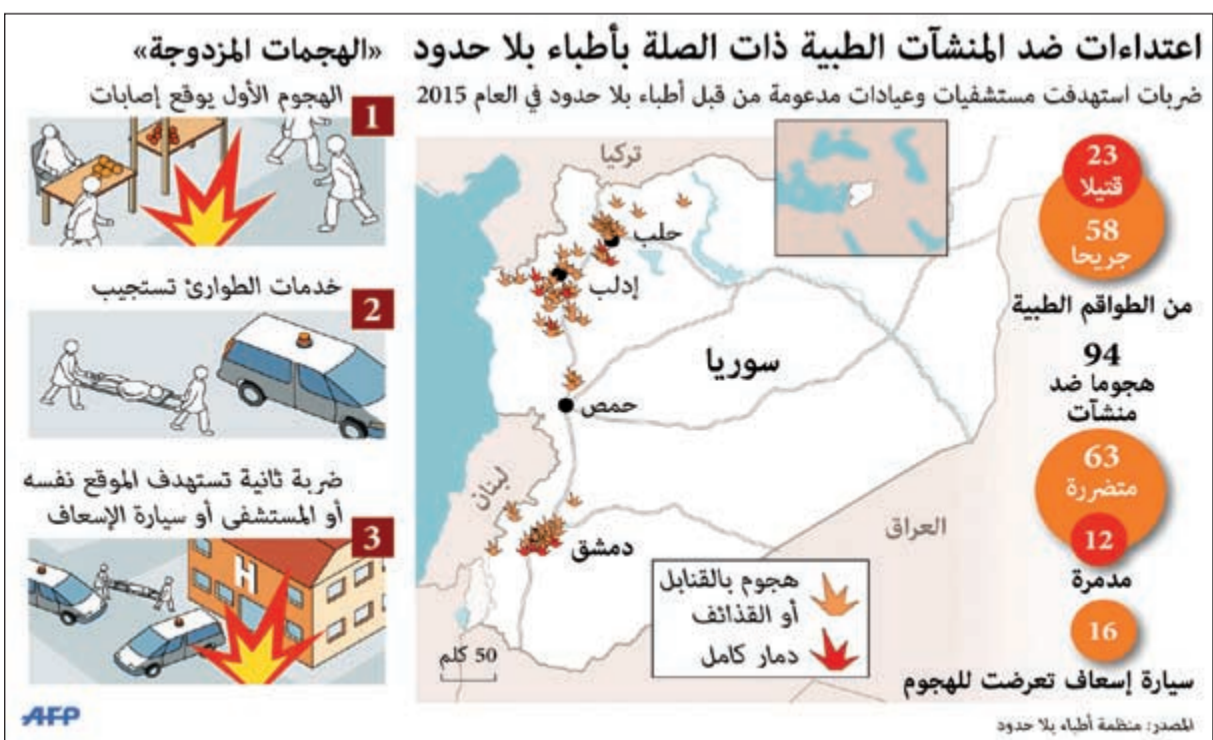 اعتداءات ضد المنشآت الطبية ذات الصلة بأطباء بلا حدود
ضربات استهدفت مستشفيات وعيادات مدعومة من قبل أطباء بلا حدود في العام 2015
23
قتيلا
58
جريحا
من الطواقم الطبية
94
هجوما ضد
منشآت
63
متضررة
12
مدمرة
16
سيارة إسعاف تعرضت للهجوم
المصدر: منظمة أطباء بلا حدود
تركيا
حلب
إدلب
سوريا
حمص
لبنان
دمشق
العراق
هجوم بالقنابل
أو القذائف
دمار كامل
50 كلم
«الهجمات المزدوجة»
1
الهجوم الأول يوقع إصابات
2
خدمات الطوارئ تستجيب
3
ضربة ثانية تستهدف الموقع نفسه
أو المستشفى أو سيارة الإسعاف
H
AFP